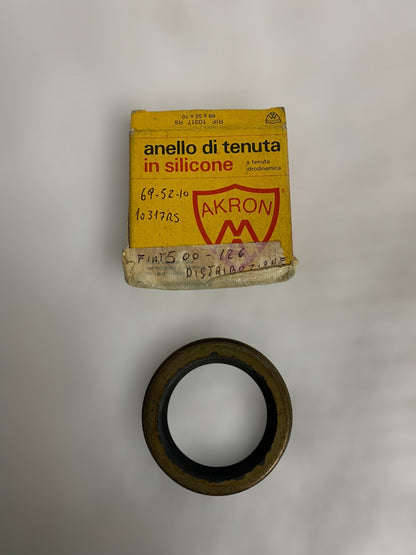 RIF 10317 RS
69 x 52 x 10
anello di tenuta
in silicone
a tenuta
idrodinamica
69-52-10
10317RS
AKRON
®
FIAT 500 - 126
DISTRIBUZIONE